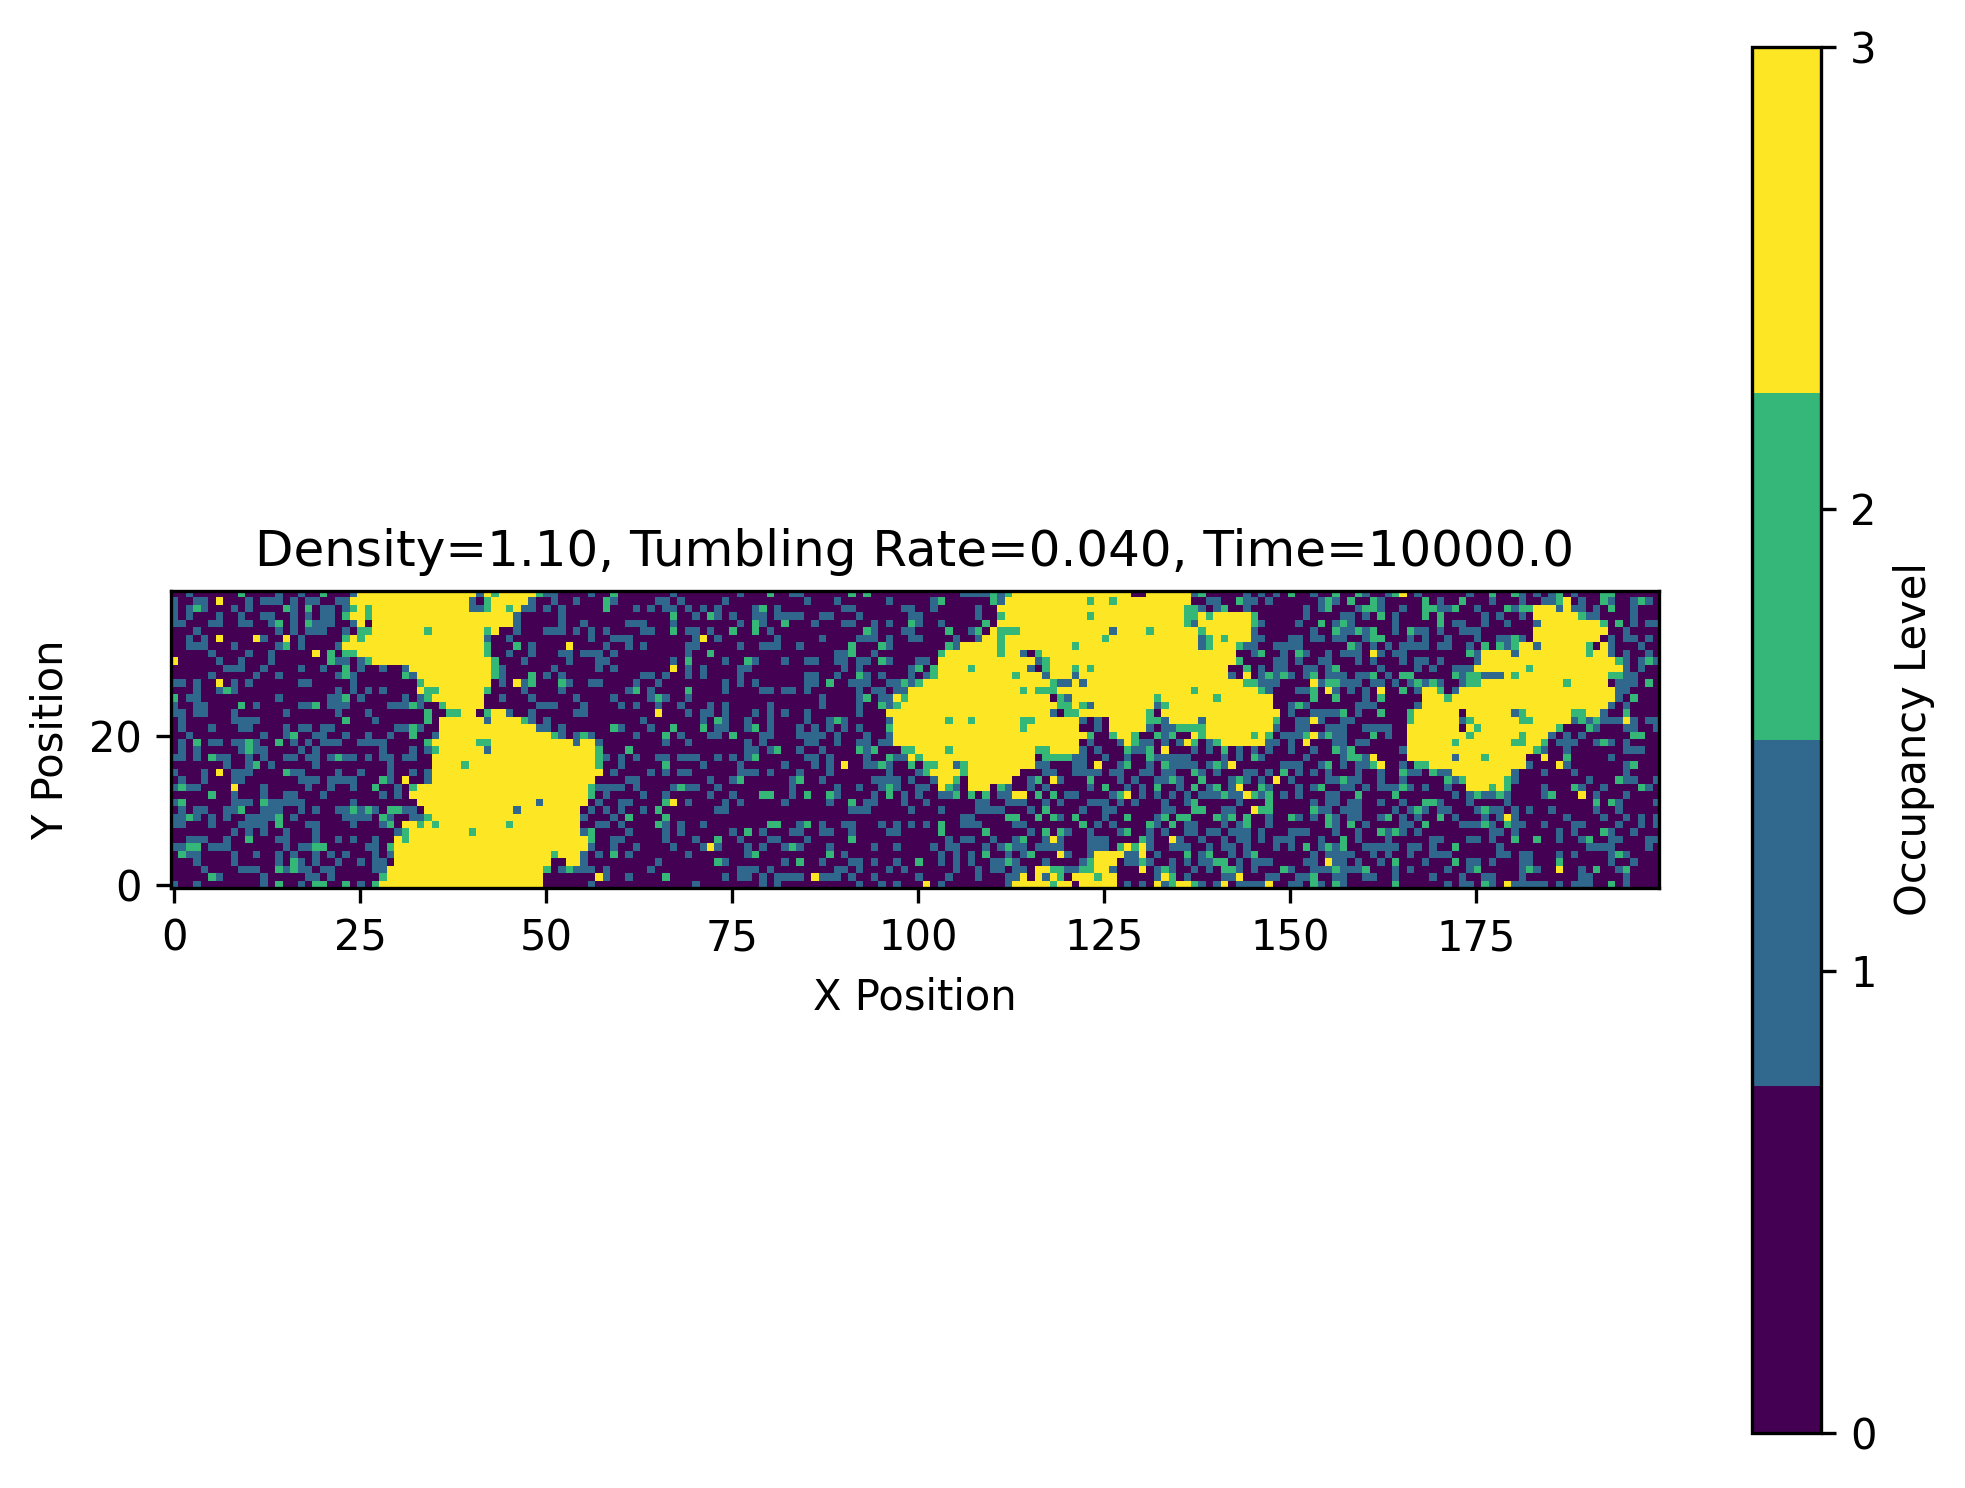 Density=1.10, Tumbling Rate=0.040, Time=10000.0
Y Position
20
0
0 25 50 75 100 125 150 175
X Position
3
2
1
0
Occupancy Level